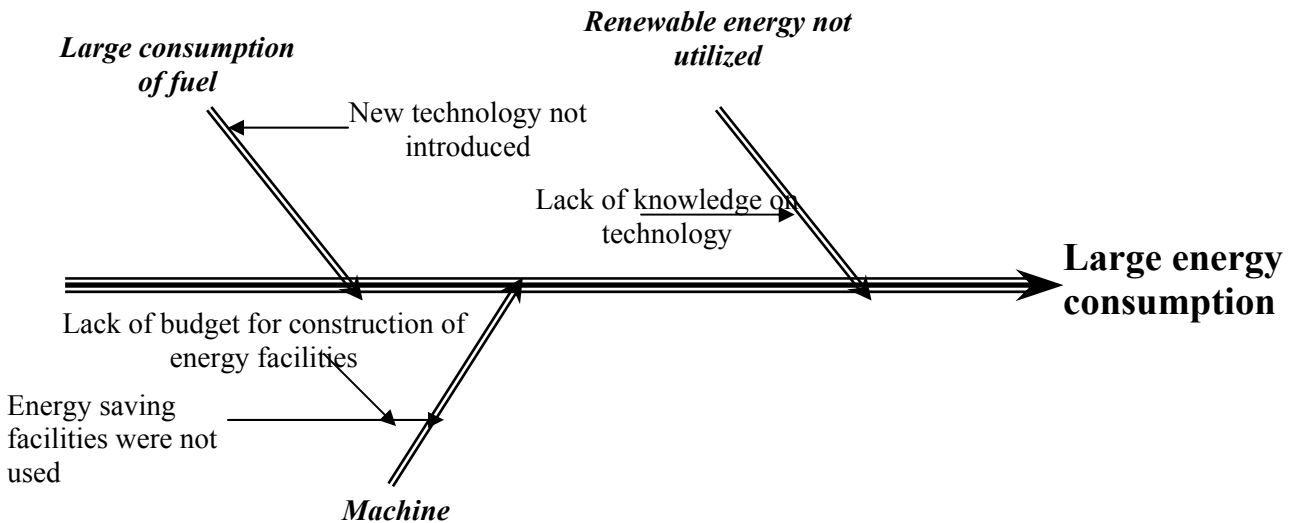 Renewable energy not
utilized
Large consumption
of fuel
New technology not
introduced
Lack of knowledge on
technology
Large energy
consumption
Lack of budget for construction of
energy facilities
Energy saving
facilities were not
used
Machine